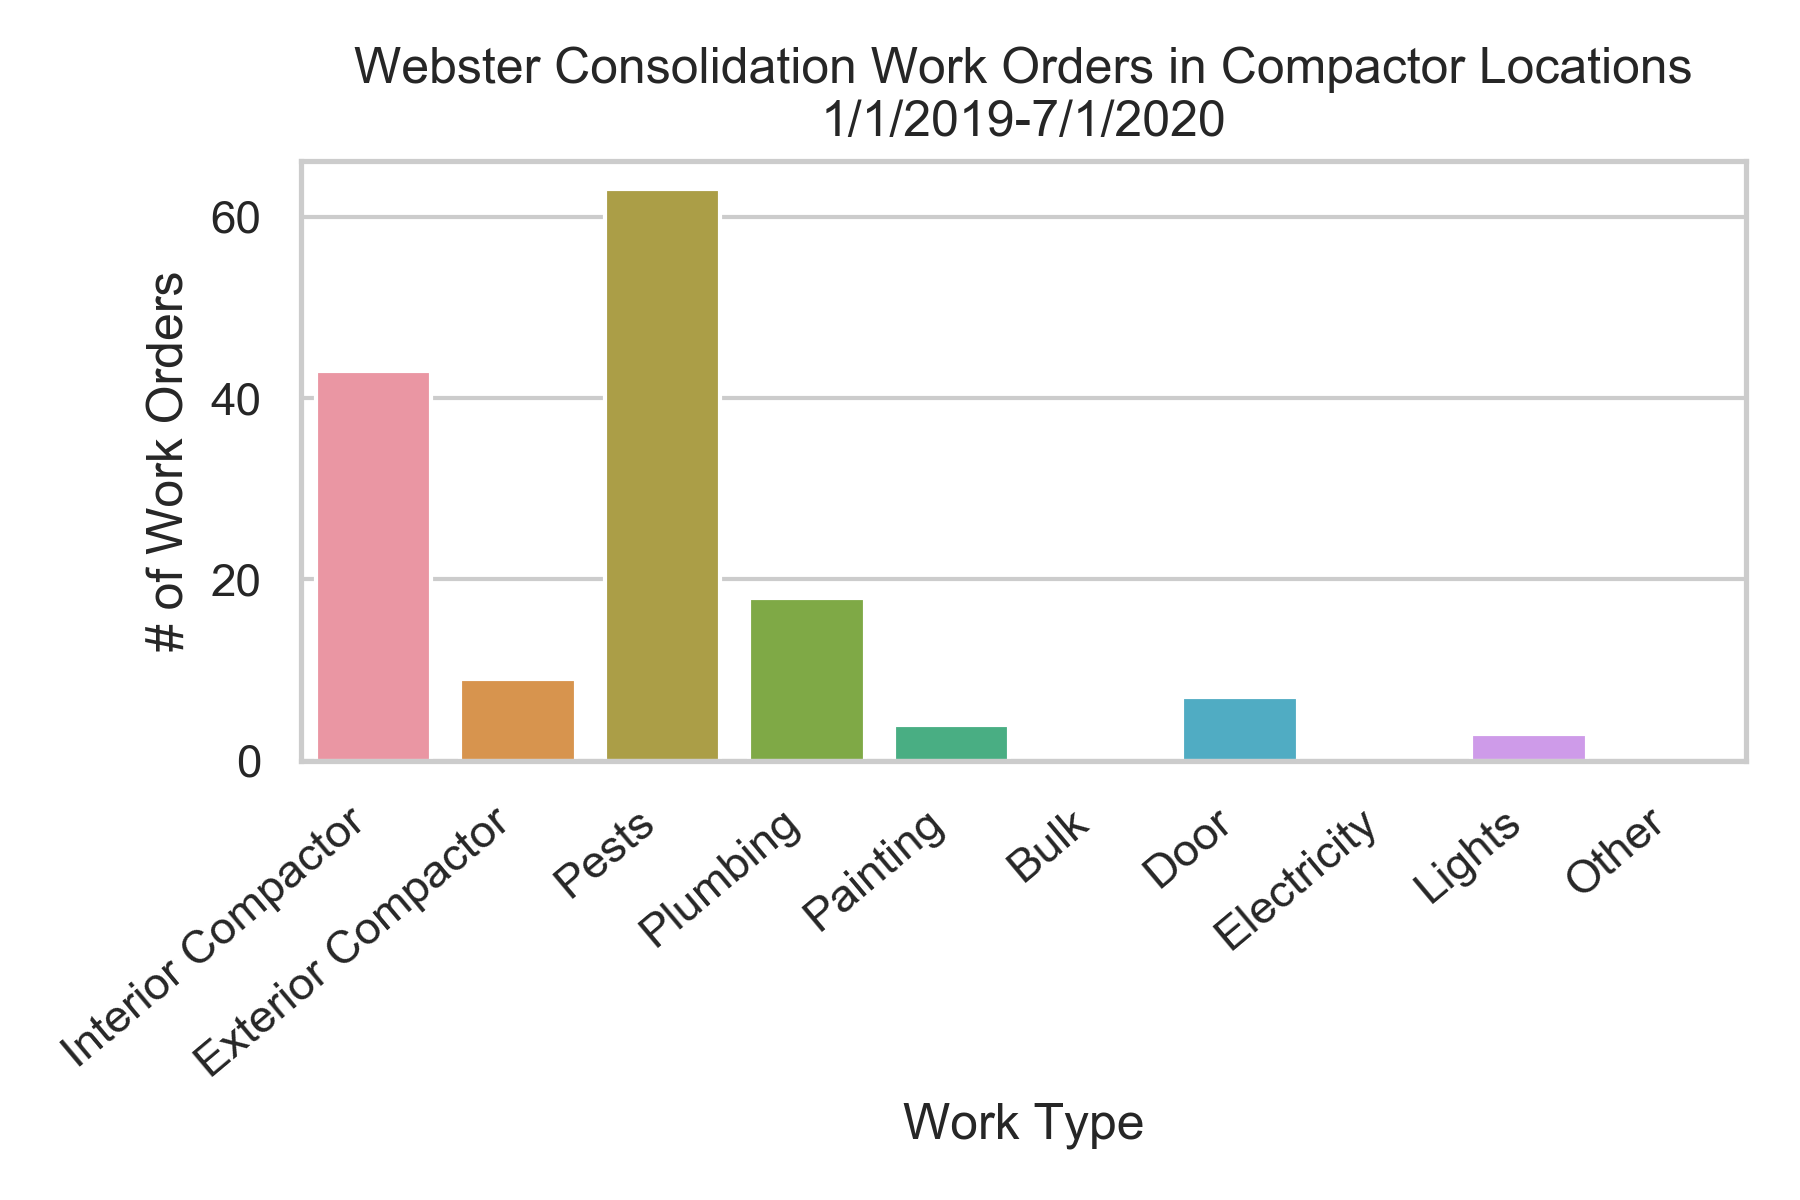 Webster Consolidation Work Orders in Compactor Locations
1/1/2019-7/1/2020
# of Work Orders
60
40
20
0
Interior Compactor
Exterior Compactor
Pests
Plumbing
Painting
Bulk
Door
Electricity
Lights
Other
Work Type